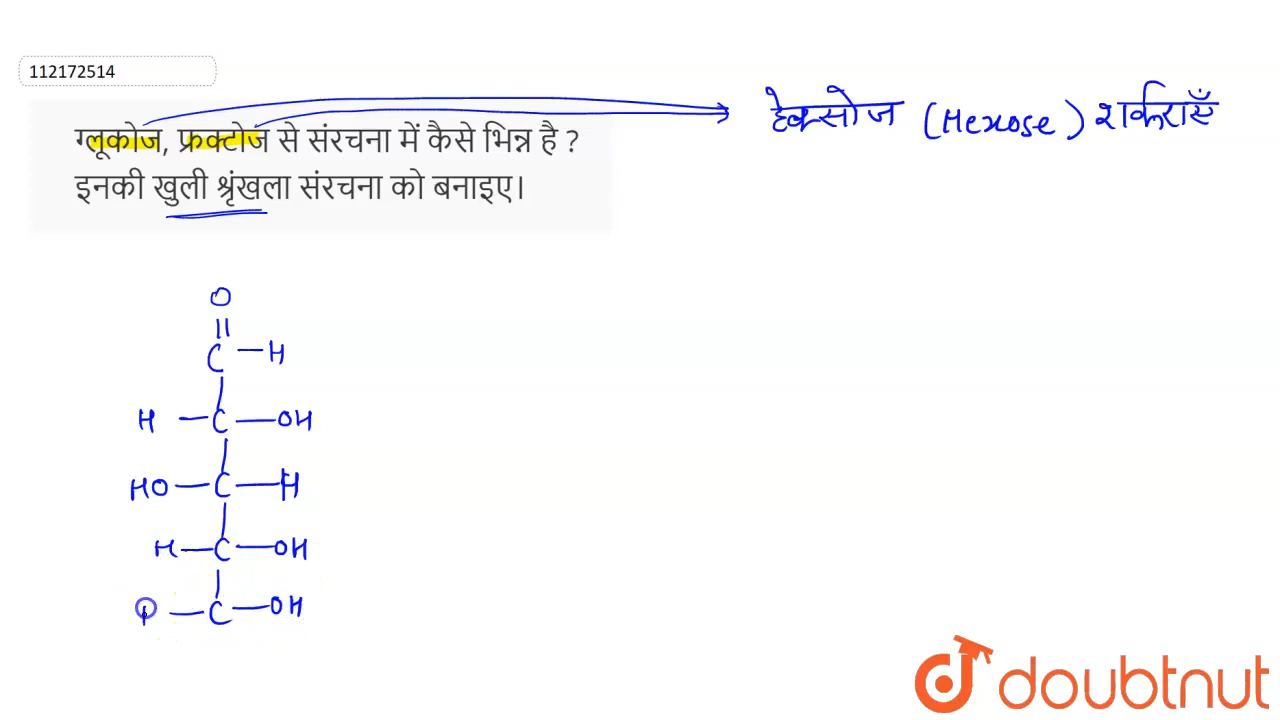 112172514
ग्लूकोज, फ्रक्टोज से संरचना में कैसे भिन्न है ?
इनकी खुली श्रृंखला संरचना को बनाइए।
हेक्सोज (Hexose) शर्कराएँ
O
||
C — H
H — C — OH
HO — C — H
H — C — OH
— C — OH
doubtnut